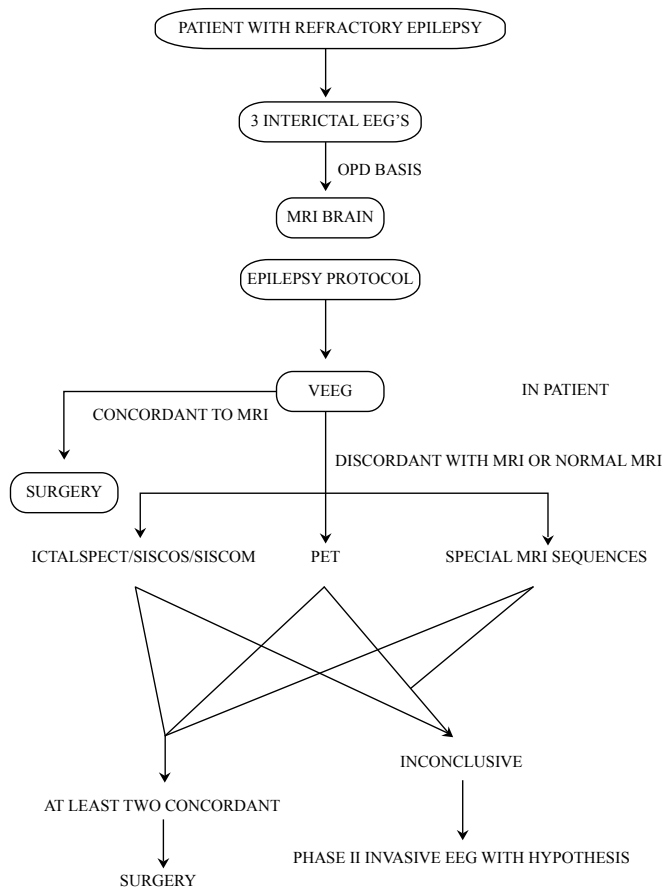 PATIENT WITH REFRACTORY EPILEPSY
3 INTERICTAL EEG'S
OPD BASIS
MRI BRAIN
EPILEPSY PROTOCOL
VEEG
IN PATIENT
CONCORDANT TO MRI
DISCORDANT WITH MRI OR NORMAL MRI
SURGERY
ICTALSPECT/SISCOS/SISCOM
PET
SPECIAL MRI SEQUENCES
INCONCLUSIVE
AT LEAST TWO CONCORDANT
PHASE II INVASIVE EEG WITH HYPOTHESIS
SURGERY